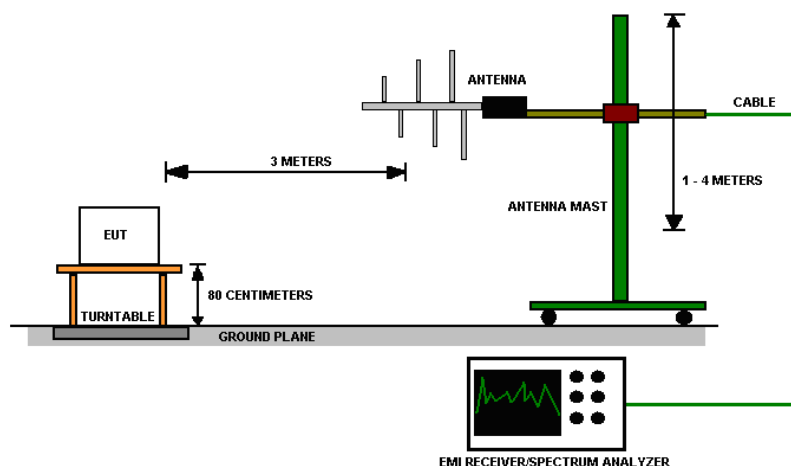 ANTENNA
CABLE
3 METERS
1 - 4 METERS
ANTENNA MAST
EUT
80 CENTIMETERS
TURNTABLE
GROUND PLANE
EMI RECEIVER/SPECTRUM ANALYZER